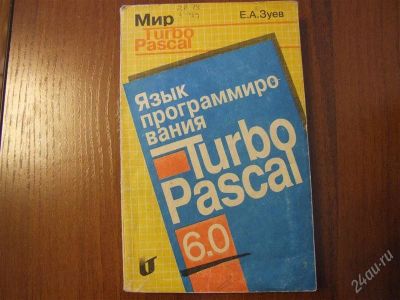 Мир
Turbo
Pascal
Е.А.Зуев
Язык
программиро-
вания
Turbo
Pascal
6.0
24au.ru